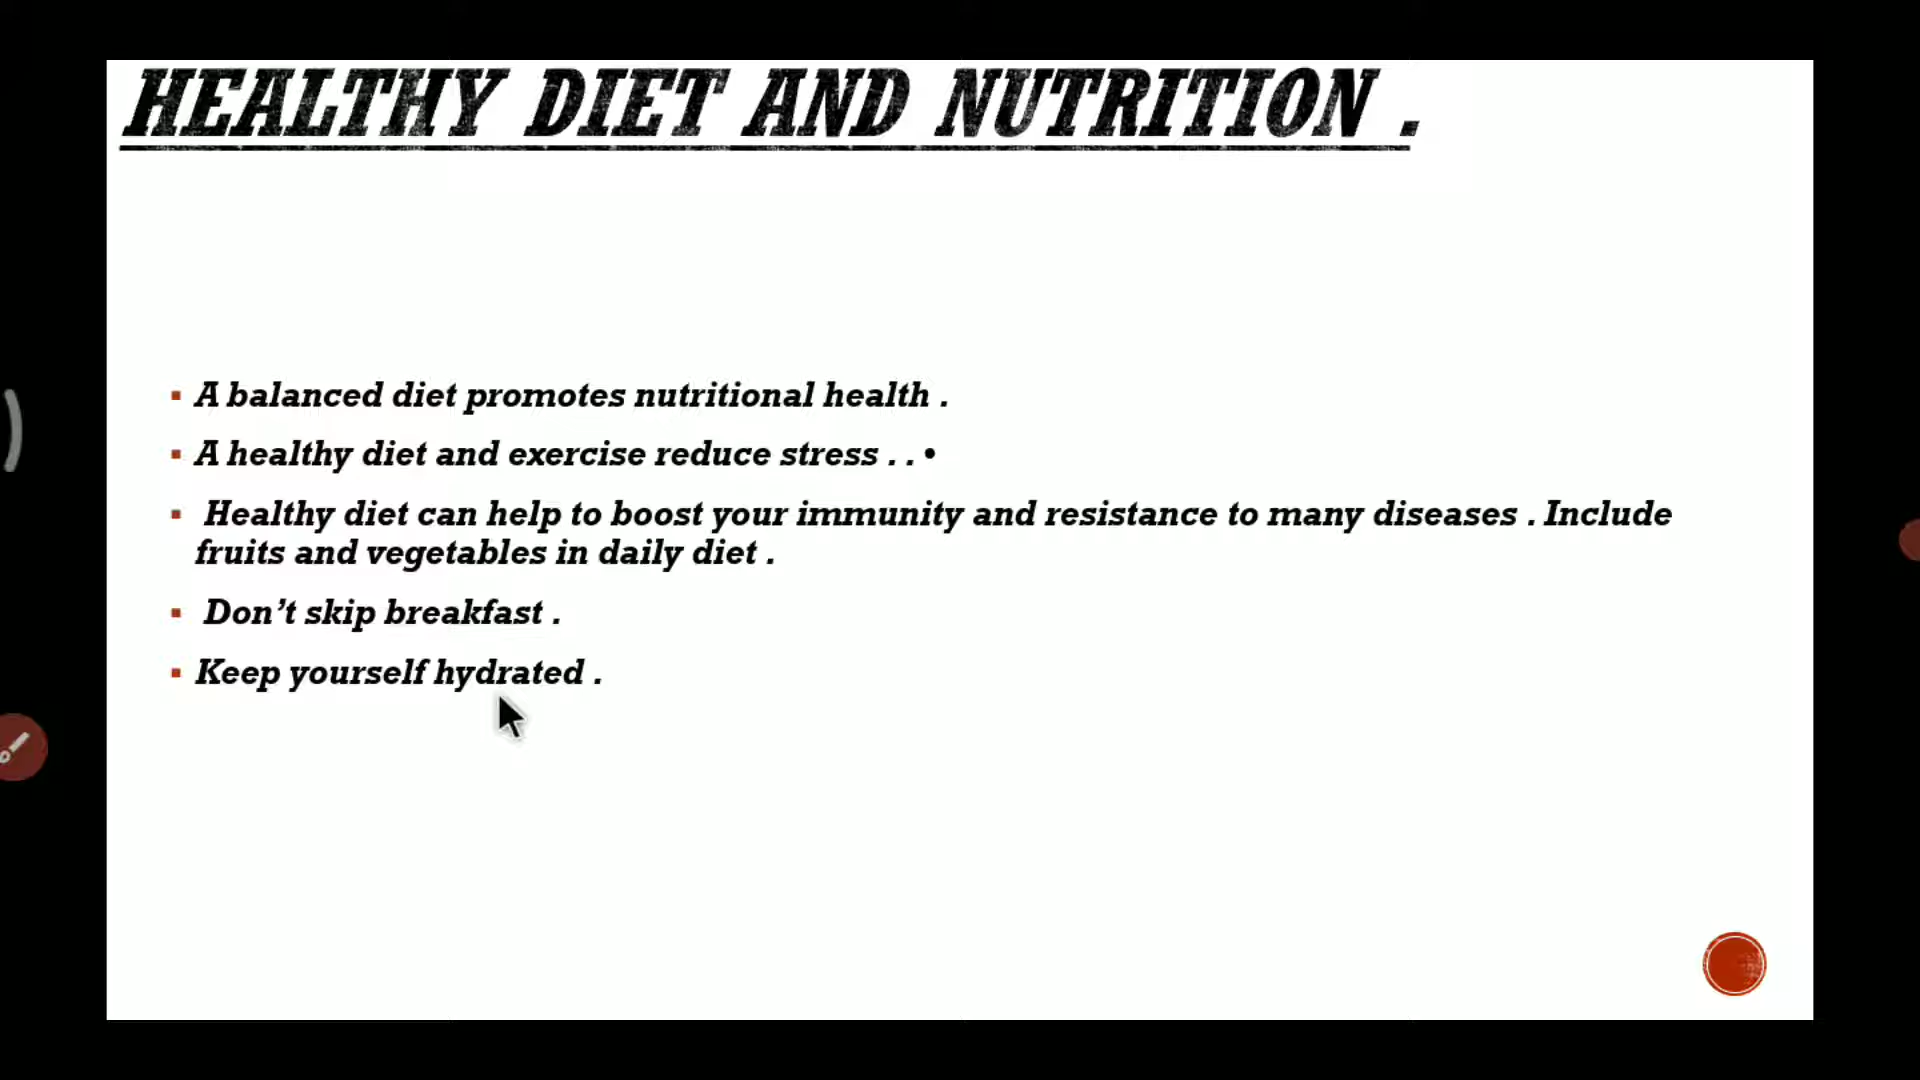 HEALTHY DIET AND NUTRITION .
A balanced diet promotes nutritional health .
A healthy diet and exercise reduce stress . . •
Healthy diet can help to boost your immunity and resistance to many diseases . Include
fruits and vegetables in daily diet .
Don’t skip breakfast .
Keep yourself hydrated .